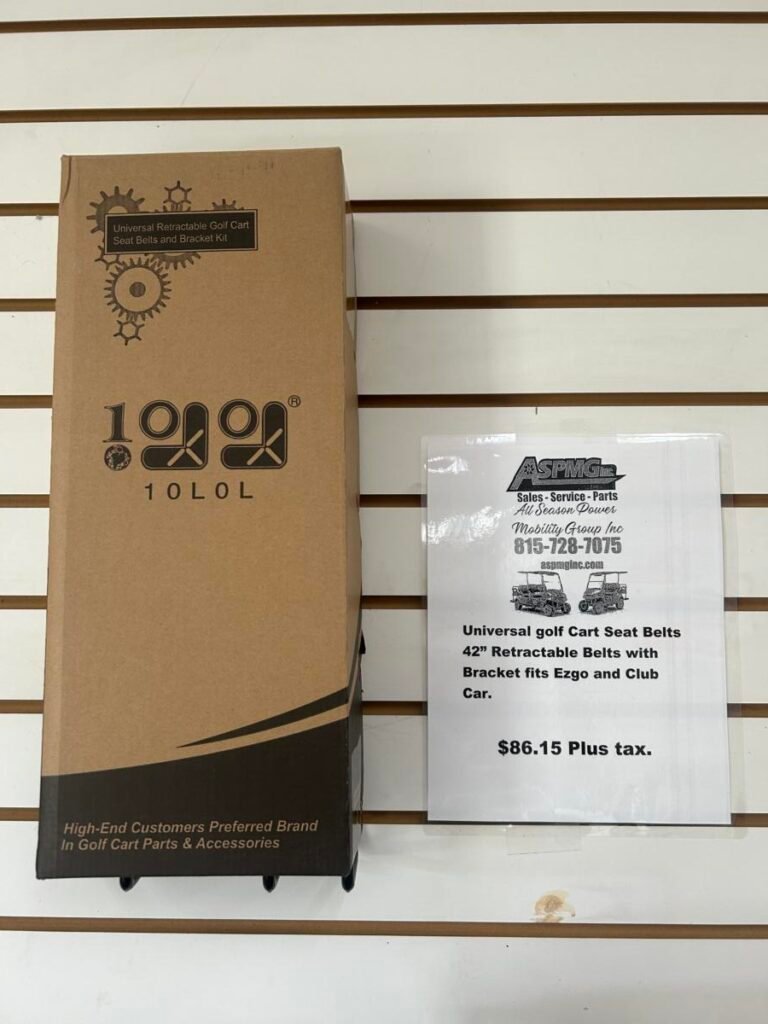 Universal Retractable Golf Cart
Seat Belts and Bracket Kit
®
10L0L
High-End Customers Preferred Brand
In Golf Cart Parts & Accessories
ASPMG inc
Sales - Service - Parts
All Season Power
Mobility Group Inc
815-728-7075
aspmginc.com
Universal golf Cart Seat Belts
42” Retractable Belts with
Bracket fits Ezgo and Club
Car.
$86.15 Plus tax.